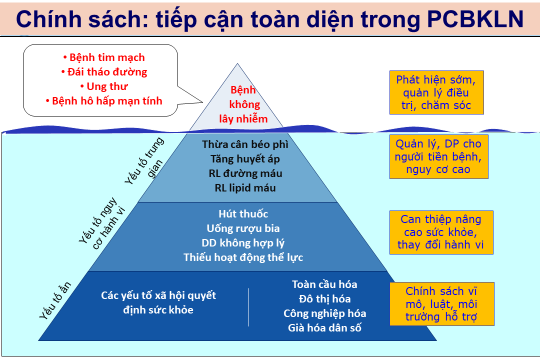 Chính sách: tiếp cận toàn diện trong PCBKLN
• Bệnh tim mạch
• Đái tháo đường
• Ung thư
• Bệnh hô hấp mạn tính
Bệnh
không
lây nhiễm
Phát hiện sớm,
quản lý điều
trị, chăm sóc
Yếu tố trung
gian
Thừa cân béo phì
Tăng huyết áp
RL đường máu
RL lipid máu
Quản lý, DP cho
người tiền bệnh,
nguy cơ cao
Yếu tố nguy
cơ hành vi
Hút thuốc
Uống rượu bia
DD không hợp lý
Thiếu hoạt động thể lực
Can thiệp nâng
cao sức khỏe,
thay đổi hành vi
Yếu tố ẩn
Các yếu tố xã hội quyết
định sức khỏe
Toàn cầu hóa
Đô thị hóa
Công nghiệp hóa
Già hóa dân số
Chính sách vĩ
mô, luật, môi
trường hỗ trợ